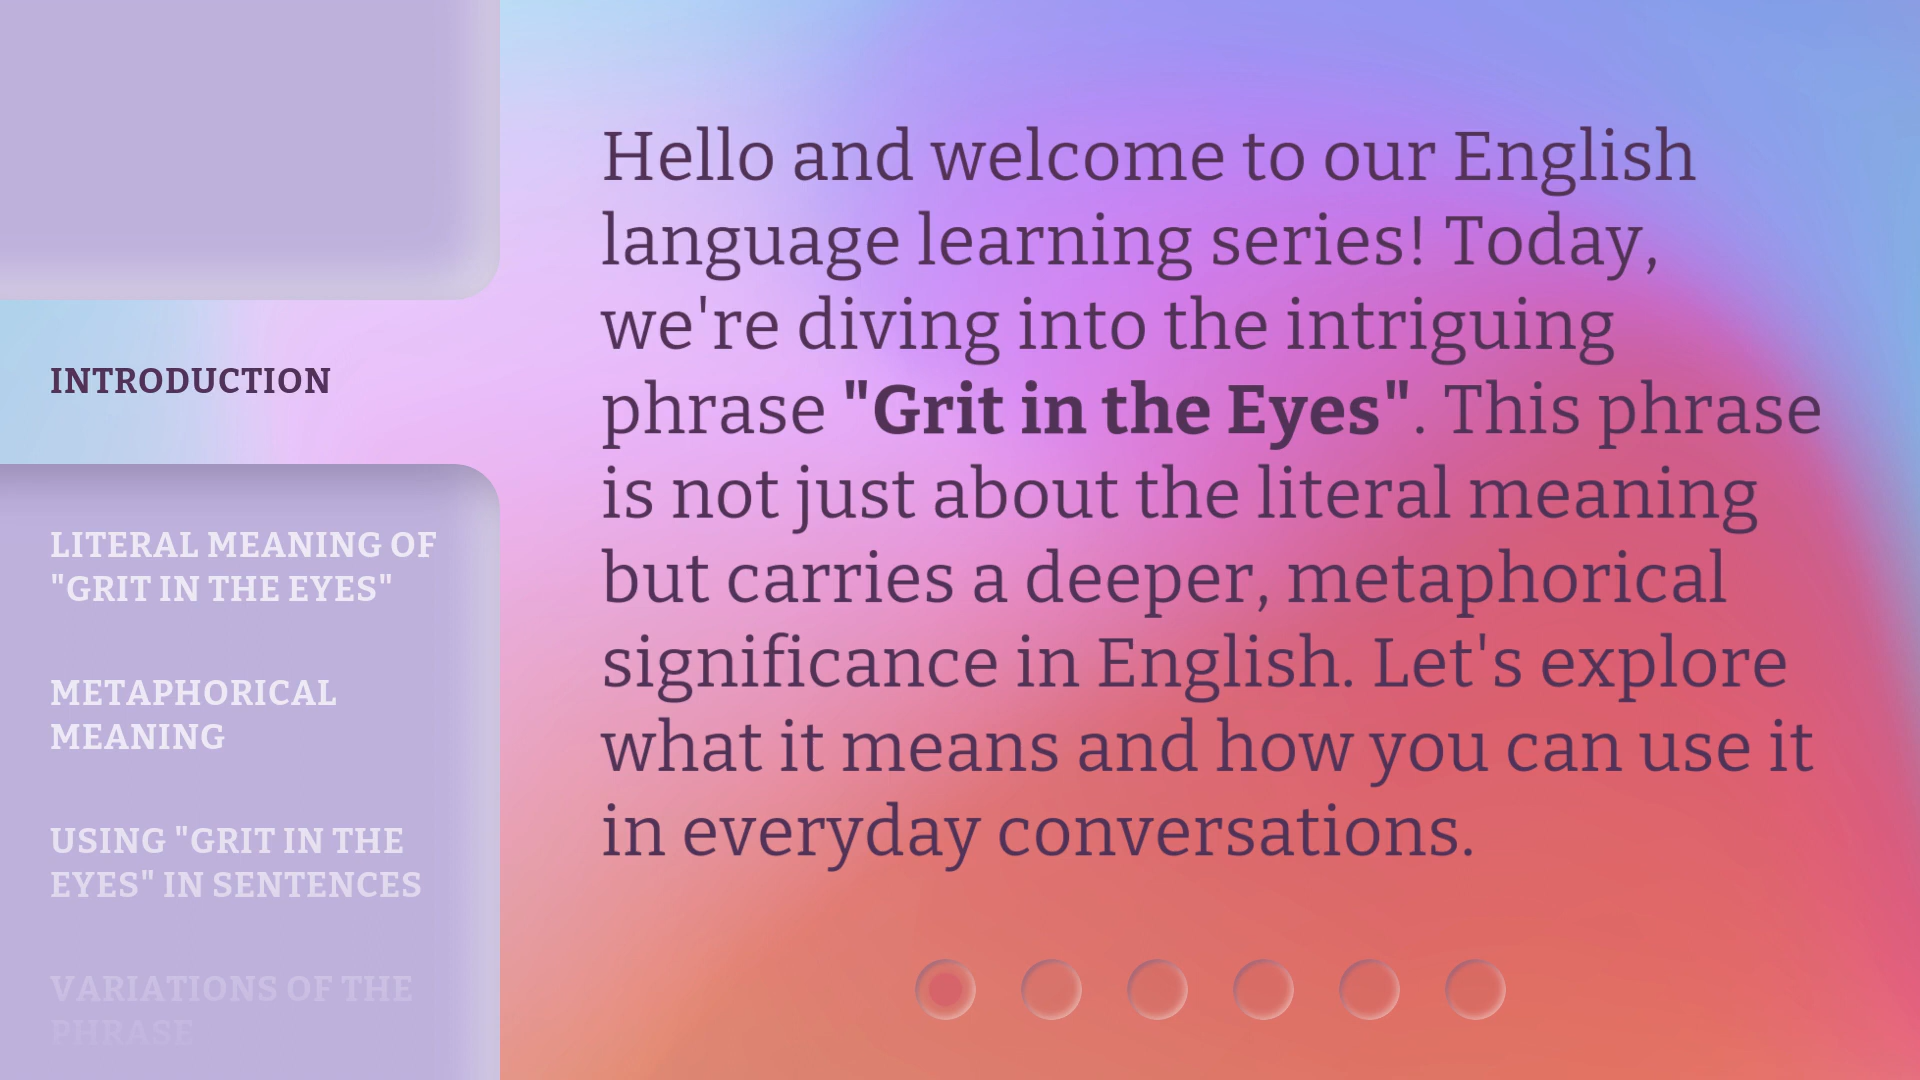 INTRODUCTION
LITERAL MEANING OF
"GRIT IN THE EYES"
METAPHORICAL
MEANING
USING "GRIT IN THE
EYES" IN SENTENCES
VARIATIONS OF THE
PHRASE
Hello and welcome to our English
language learning series! Today,
we're diving into the intriguing
phrase "Grit in the Eyes". This phrase
is not just about the literal meaning
but carries a deeper, metaphorical
significance in English. Let's explore
what it means and how you can use it
in everyday conversations.